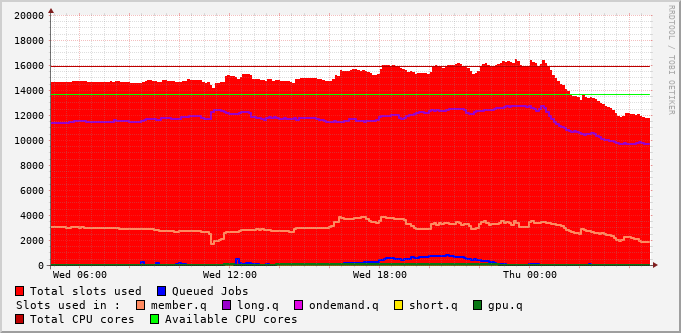 20000
18000
16000
14000
12000
10000
8000
6000
4000
2000
0
Wed 06:00 Wed 12:00 Wed 18:00 Thu 00:00
RRDTOOL / TOBI OETIKER
Total slots used Queued Jobs
Slots used in : member.q long.q ondemand.q short.q gpu.q
Total CPU cores Available CPU cores